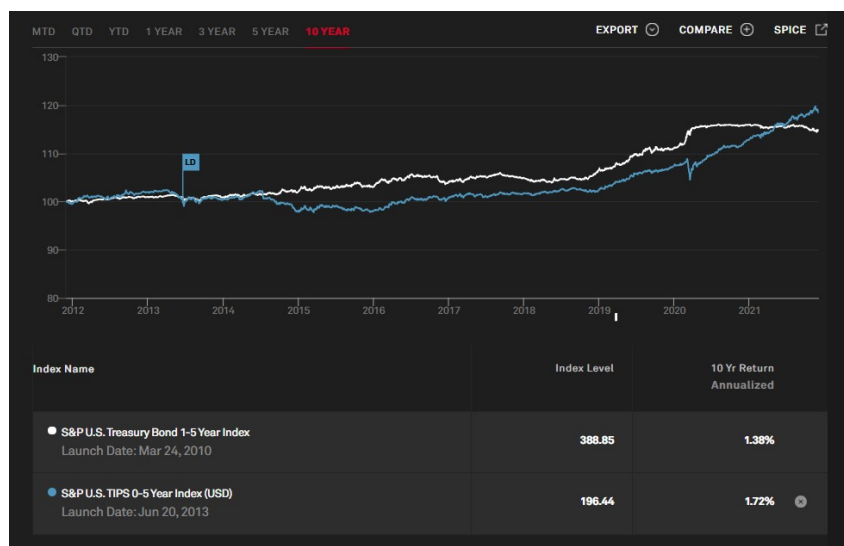 MTD QTD YTD 1 YEAR 3 YEAR 5 YEAR 10 YEAR EXPORT COMPARE SPICE
130
120
LD
110
100
90
80
2012 2013 2014 2015 2016 2017 2018 2019 2020 2021
Index Name Index Level 10 Yr Return
Annualized
S&P U.S. Treasury Bond 1-5 Year Index 388.85 1.38%
Launch Date: Mar 24, 2010
S&P U.S. TIPS 0-5 Year Index (USD) 196.44 1.72%
Launch Date: Jun 20, 2013